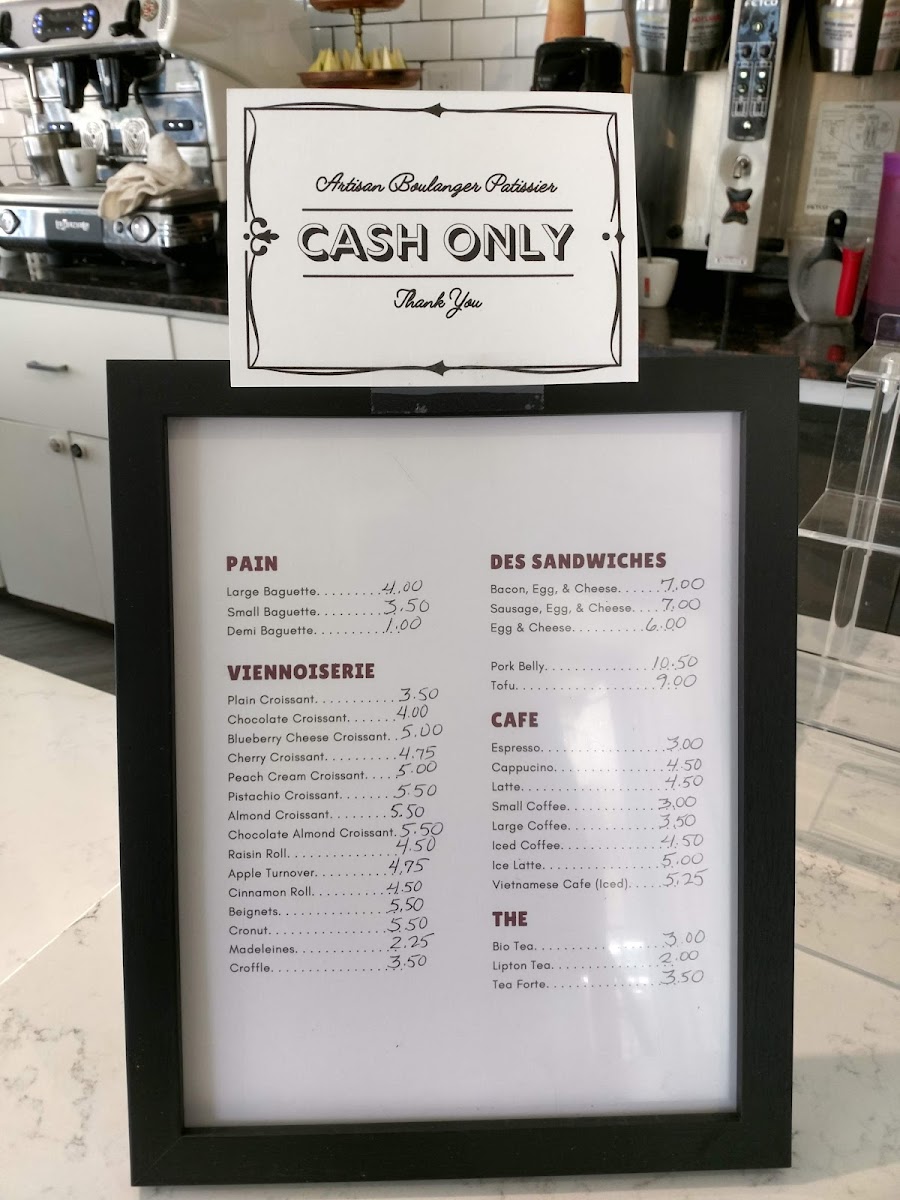 Artisan Boulanger Patissier
CASH ONLY
Thank You
PAIN
Large Baguette.........4.00
Small Baguette.........3.50
Demi Baguette..........1.00
VIENNOISERIE
Plain Croissant............3.50
Chocolate Croissant.......4.00
Blueberry Cheese Croissant..5.00
Cherry Croissant..........4.75
Peach Cream Croissant....5.00
Pistachio Croissant.......5.50
Almond Croissant........5.50
Chocolate Almond Croissant.5.50
Raisin Roll................4.50
Apple Turnover...........4.75
Cinnamon Roll...........4.50
Beignets................5.50
Cronut..................5.50
Madeleines..............2.25
Croffle..................3.50
DES SANDWICHES
Bacon, Egg, & Cheese......7.00
Sausage, Egg, & Cheese....7.00
Egg & Cheese..........6.00
Pork Belly...............10.50
Tofu....................9.00
CAFE
Espresso.................3.00
Cappucino...............4.50
Latte....................4.50
Small Coffee.............3.00
Large Coffee.............3.50
Iced Coffee..............4.50
Ice Latte................5.00
Vietnamese Cafe (Iced).....5.25
THE
Bio Tea..................3.00
Lipton Tea...............2.00
Tea Forte................3.50